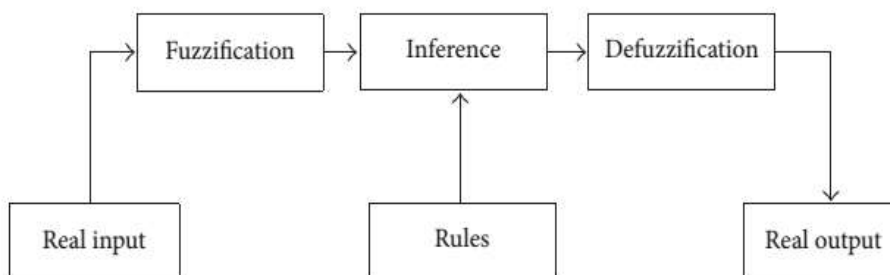 Fuzzification
Inference
Defuzzification
Real input
Rules
Real output